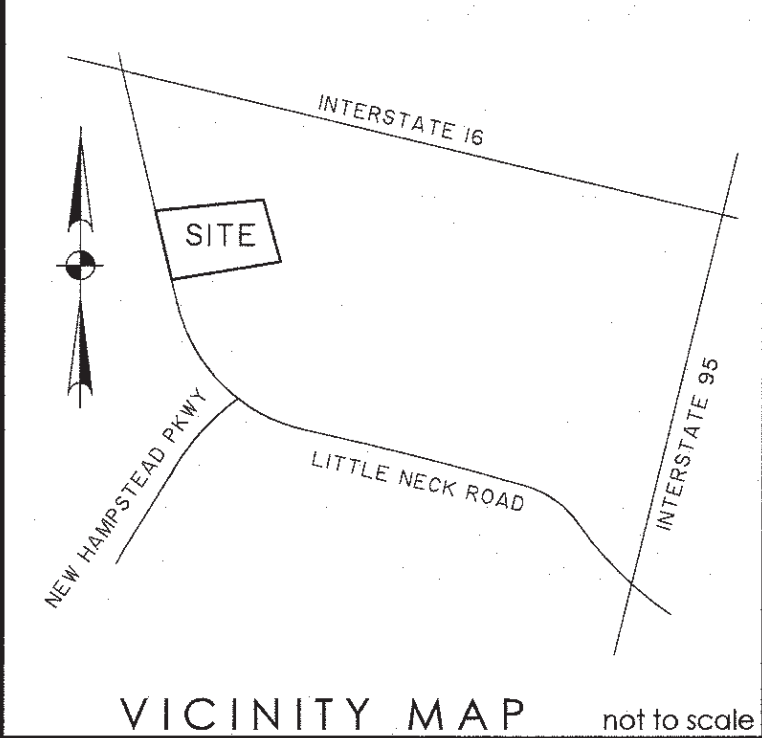 INTERSTATE 16
SITE
INTERSTATE 95
NEW HAMPSTEAD PKWY
LITTLE NECK ROAD
VICINITY MAP not to scale